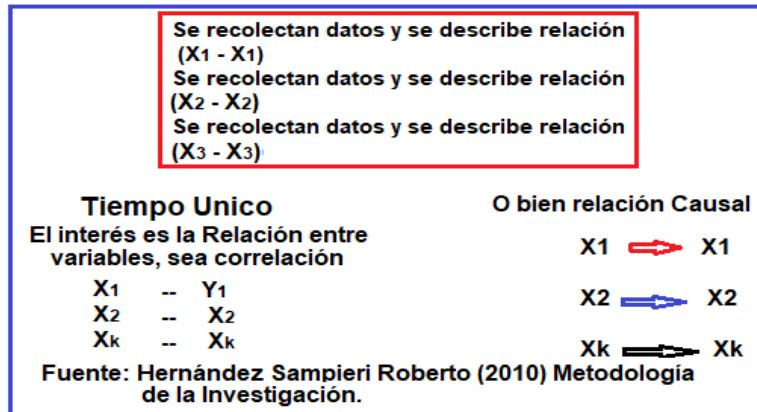 Se recolectan datos y se describe relación
(X1 - X1)
Se recolectan datos y se describe relación
(X2 - X2)
Se recolectan datos y se describe relación
(X3 - X3)
Tiempo Unico
El interés es la Relación entre
variables, sea correlación
X1 -- Y1
X2 -- X2
Xk -- Xk
O bien relación Causal
X1 X1
X2 X2
Xk Xk
Fuente: Hernández Sampieri Roberto (2010) Metodología
de la Investigación.